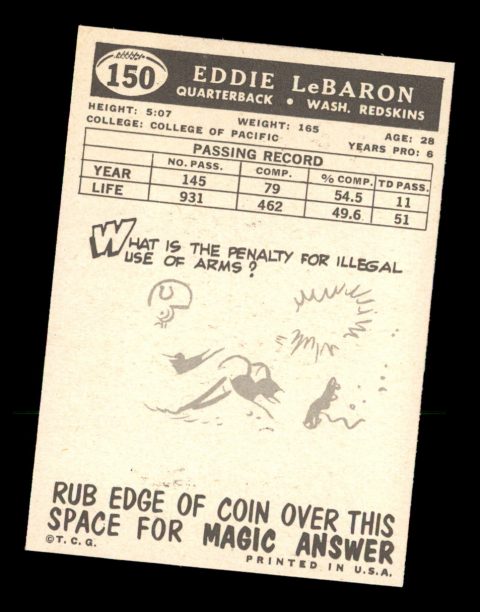 150
EDDIE LeBARON
QUARTERBACK • WASH. REDSKINS
HEIGHT: 5:07 WEIGHT: 165 AGE: 28
COLLEGE: COLLEGE OF PACIFIC YEARS PRO: 6
PASSING RECORD
YEAR NO. PASS. COMP. % COMP. TD PASS.
145 79 54.5 11
LIFE 931 462 49.6 51
WHAT IS THE PENALTY FOR ILLEGAL
USE OF ARMS?
RUB EDGE OF COIN OVER THIS
SPACE FOR MAGIC ANSWER
©T.C.G. PRINTED IN U.S.A.